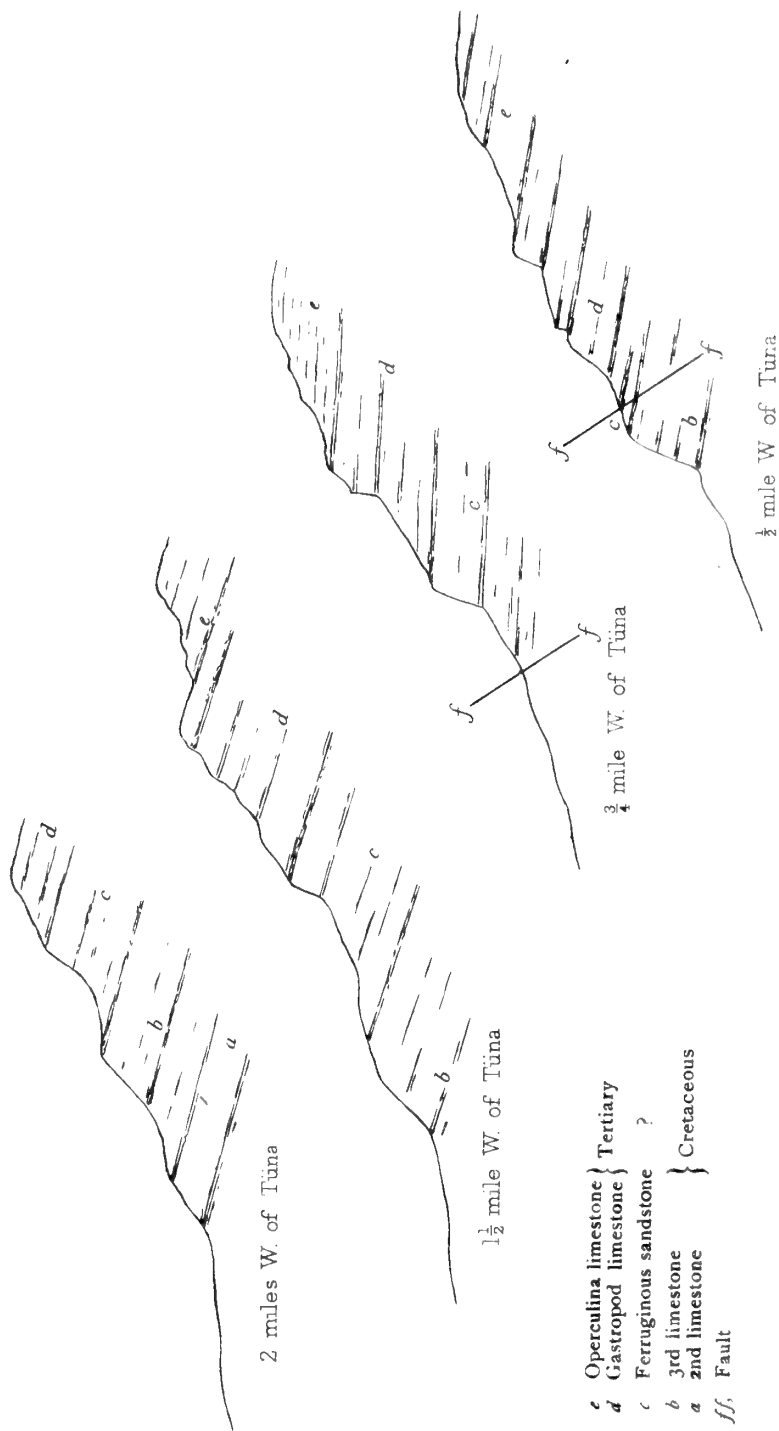 d
c
b
a
2 miles W. of Tüna
e
d
c
b
1½ mile W. of Tüna
e
d
c
f
f
¾ mile W. of Tüna
e
d
c
b
f
f
½ mile W of Tüna
e Operculina limestone } Tertiary
d Gastropod limestone }
c Ferruginous sandstone ?
b 3rd limestone } Cretaceous
a 2nd limestone
ff, Fault